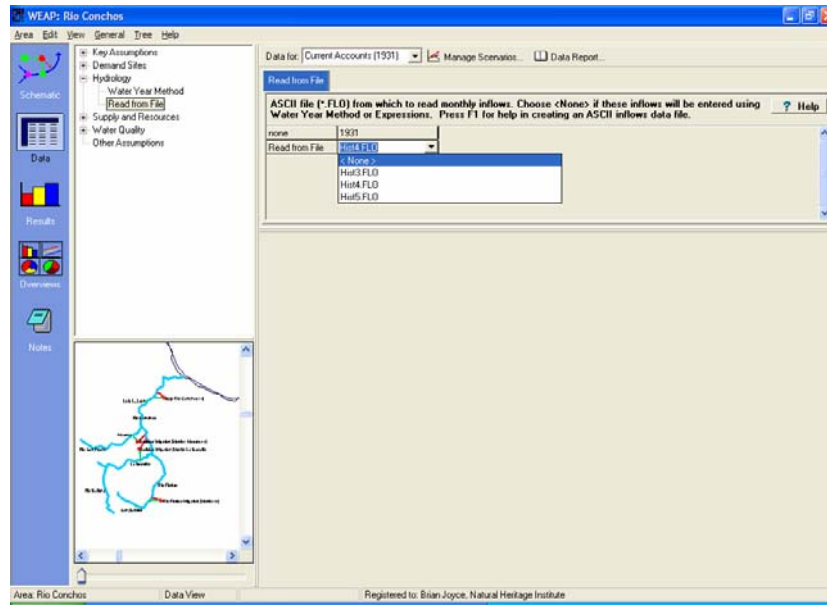 WEAP: Rio Conchos
Area Edit View General Tree Help
Schematic
Data
Results
Overviews
Notes
Key Assumptions
Demand Sites
Hydrology
Water Year Method
Read from File
Supply and Resources
Water Quality
Other Assumptions
Data for: Current Accounts (1931) Manage Scenarios... Data Report...
Read from File
ASCII file (*.FLO) from which to read monthly inflows. Choose <None> if these inflows will be entered using
Water Year Method or Expressions. Press F1 for help in creating an ASCII inflows data file.
? Help
none 1931
Read from File Hist4.FLO
< None >
Hist3.FLO
Hist4.FLO
Hist5.FLO
Area: Rio Conchos Data View Registered to: Brian Joyce, Natural Heritage Institute